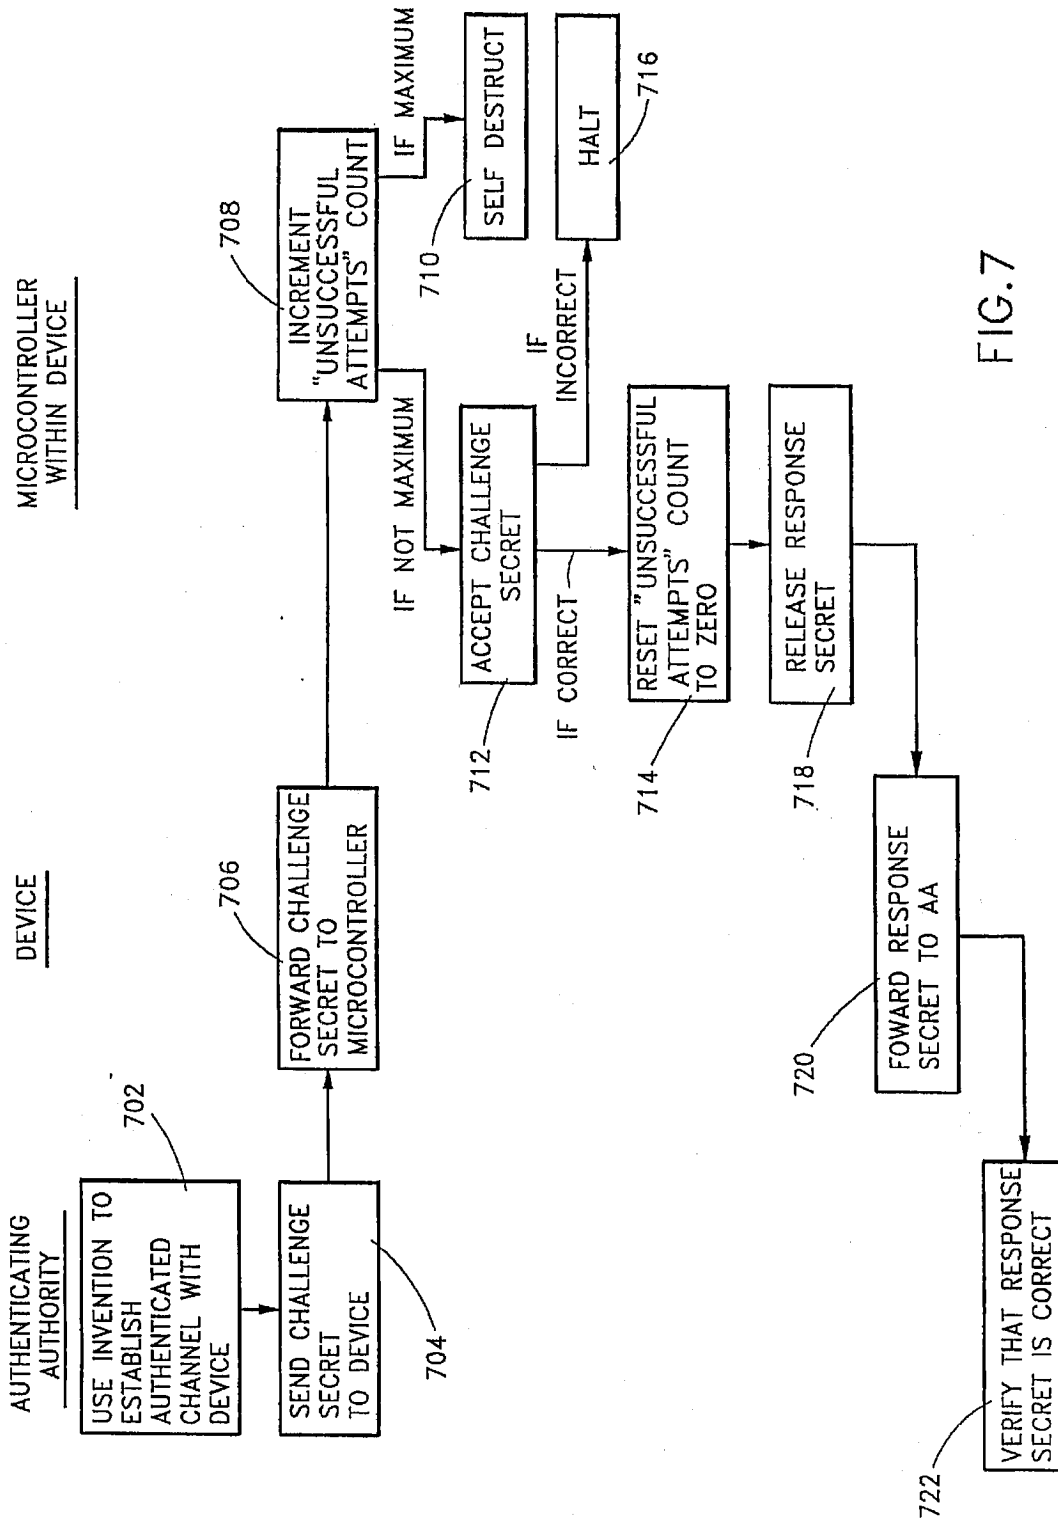 AUTHENTICATING
AUTHORITY
DEVICE
MICROCONTROLLER
WITHIN DEVICE
702
USE INVENTION TO
ESTABLISH
AUTHENTICATED
CHANNEL WITH
DEVICE
SEND CHALLENGE
SECRET
TO DEVICE
704
706
FORWARD CHALLENGE
SECRET TO
MICROCONTROLLER
708
INCREMENT
"UNSUCCESSFUL
ATTEMPTS" COUNT
IF NOT MAXIMUM
IF MAXIMUM
710
SELF DESTRUCT
ACCEPT CHALLENGE
SECRET
712
IF
INCORRECT
HALT
716
IF CORRECT
RESET "UNSUCCESSFUL
ATTEMPTS" COUNT
TO ZERO
714
RELEASE RESPONSE
SECRET
718
FOWARD RESPONSE
SECRET TO AA
720
VERIFY THAT RESPONSE
SECRET IS CORRECT
722
FIG.7